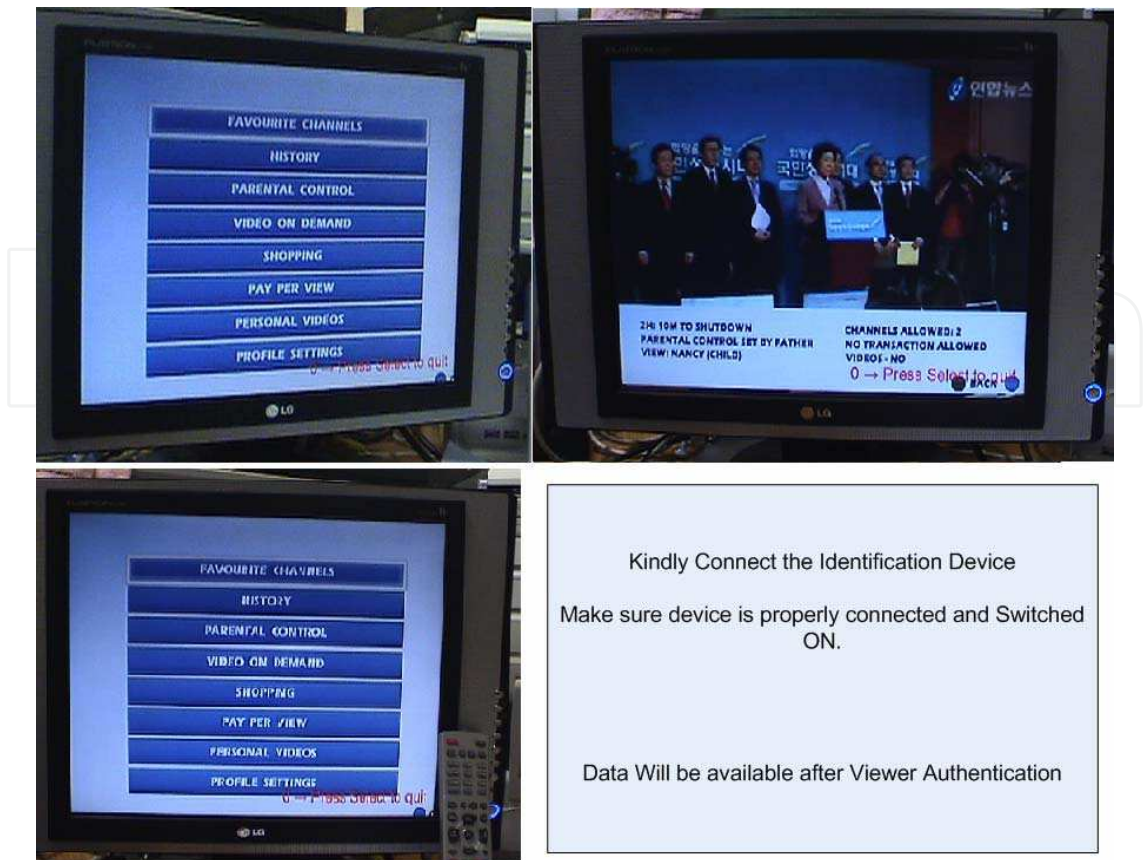 FAVOURITE CHANNELS
HISTORY
PARENTAL CONTROL
VIDEO ON DEMAND
SHOPPING
PAY PER VIEW
PERSONAL VIDEOS
PROFILE SETTINGS
0 → Press Select to quit
LG
연합뉴스
2H: 10M TO SHUTDOWN
PARENTAL CONTROL SET BY FATHER
VIEW: NANCY (CHILD)
CHANNELS ALLOWED: 2
NO TRANSACTION ALLOWED
VIDEOS - NO
0 → Press Select to quit
BACK
LG
FAVOURITE CHANNELS
HISTORY
PARENTAL CONTROL
VIDEO ON DEMAND
SHOPPING
PAY PER VIEW
PERSONAL VIDEOS
PROFILE SETTINGS
0 → Press Select to quit
LG
Kindly Connect the Identification Device
Make sure device is properly connected and Switched
ON.
Data Will be available after Viewer Authentication